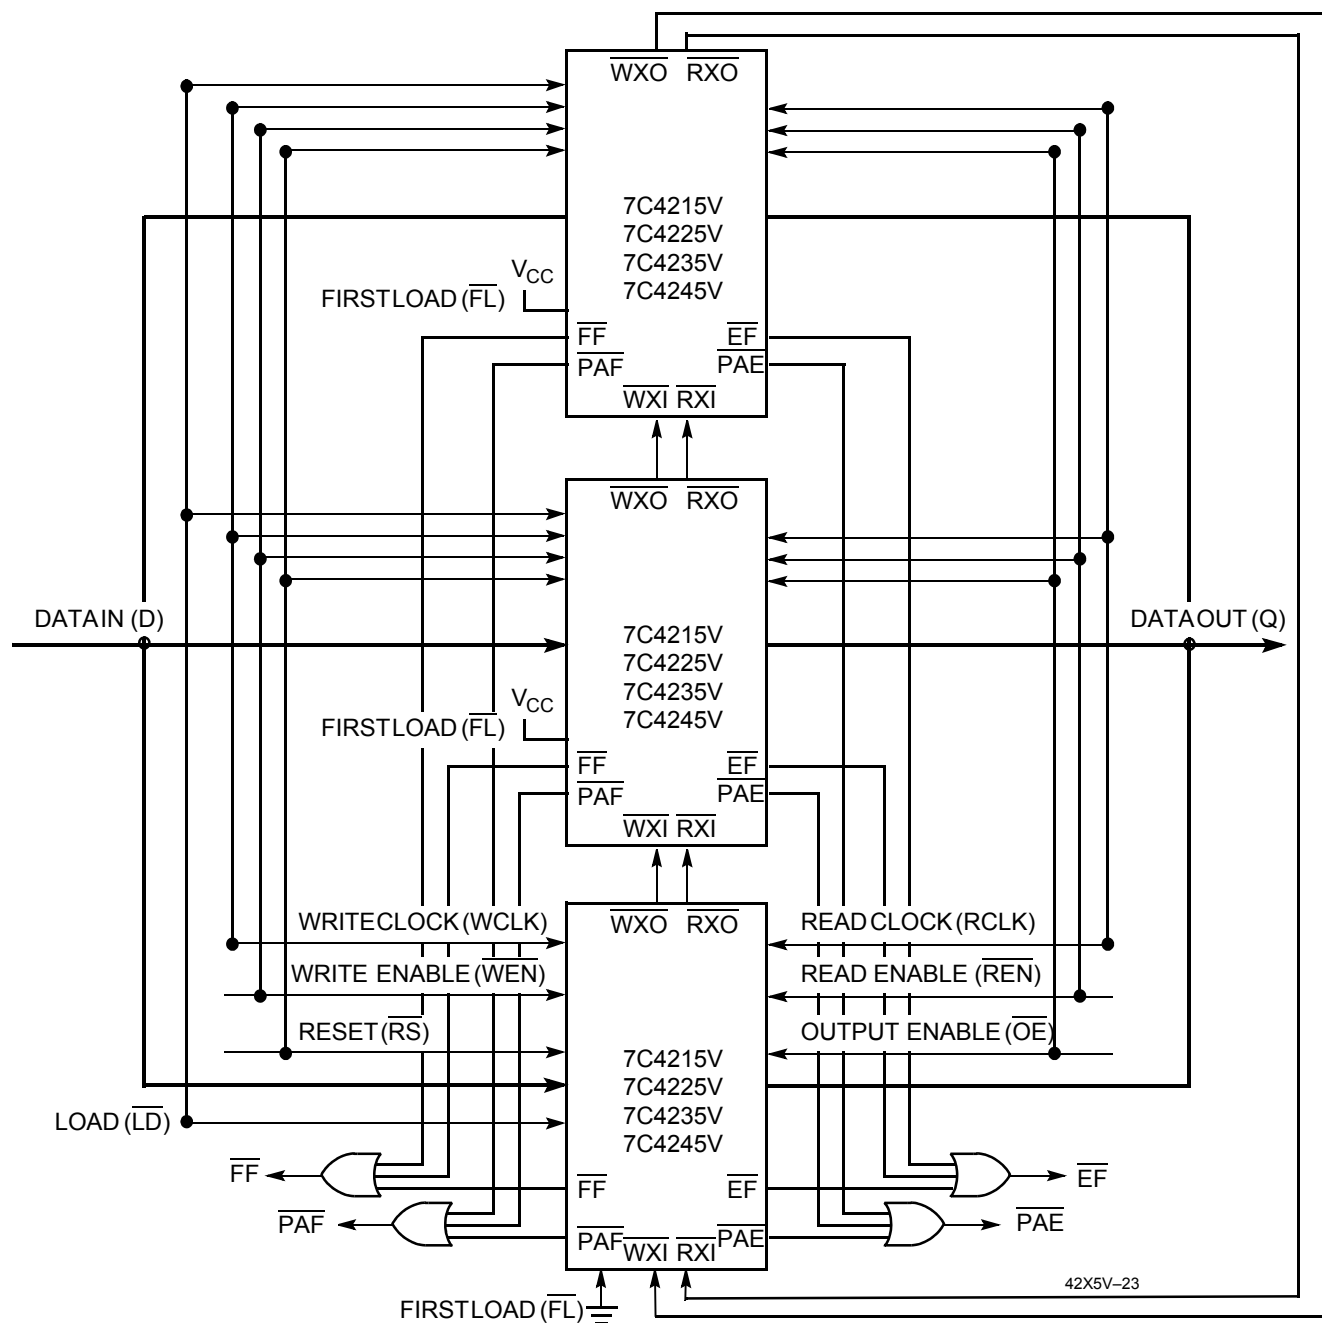 WXO RXO
7C4215V
7C4225V
7C4235V
7C4245V
VCC
FIRSTLOAD (FL)
FF EF
PAF PAE
WXI RXI
WXO RXO
DATAIN (D)
DATAOUT (Q)
7C4215V
7C4225V
7C4235V
7C4245V
VCC
FIRSTLOAD (FL)
FF EF
PAF PAE
WXI RXI
WRITECLOCK (WCLK)
WXO RXO
READ CLOCK (RCLK)
WRITE ENABLE (WEN)
READ ENABLE (REN)
RESET (RS)
OUTPUT ENABLE (OE)
7C4215V
7C4225V
7C4235V
7C4245V
LOAD (LD)
FF FF EF EF
PAF PAF WXI RXI PAE PAE
42X5V–23
FIRSTLOAD (FL)